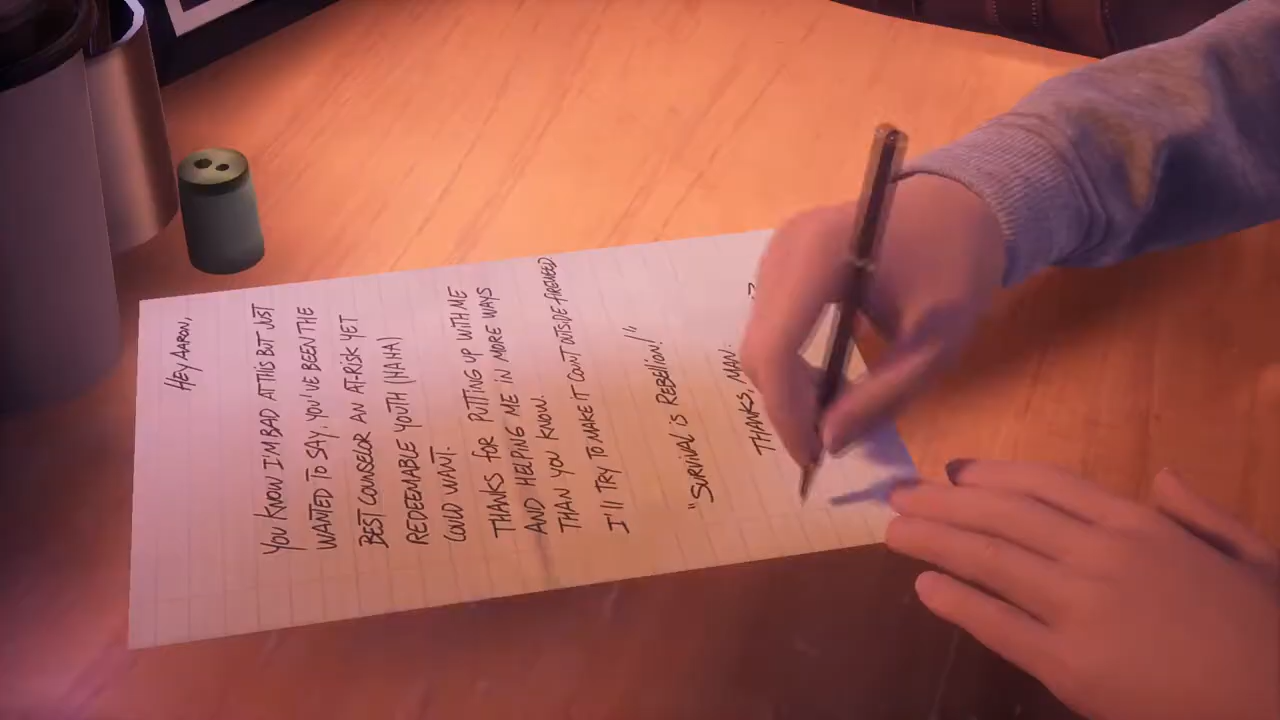 HEY AARON,
YOU KNOW I'M BAD AT THIS BUT JUST
WANTED TO SAY, YOU'VE BEEN THE
BEST COUNSELOR AN AT-RISK YET
REDEEMABLE YOUTH (HAHA)
COULD WANT.
THANKS FOR PUTTING UP WITH ME
AND HELPING ME IN MORE WAYS
THAN YOU KNOW.
I'LL TRY TO MAKE IT COUNT OUTSIDE FIREWEED
"SURVIVAL IS REBELLION!"
THANKS, MAN.